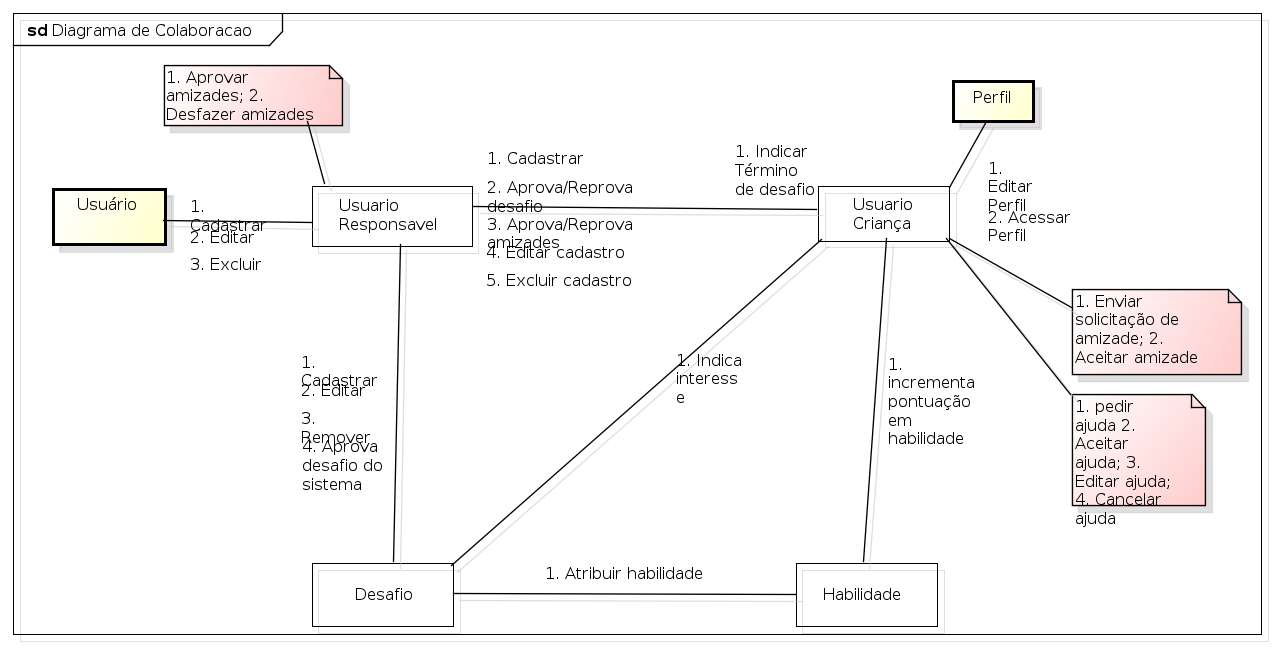 sd Diagrama de Colaboracao
1. Aprovar
amizades; 2.
Desfazer amizades
Perfil
Usuário
1.
Cadastrar
2. Editar
3. Excluir
Usuario
Responsavel
1. Cadastrar
2. Aprova/Reprova
desafio
3. Aprova/Reprova
amizades
4. Editar cadastro
5. Excluir cadastro
1. Indicar
Término
de desafio
Usuario
Criança
1.
Editar
Perfil
2. Acessar
Perfil
1. Enviar
solicitação de
amizade; 2.
Aceitar amizade
1.
Cadastrar
2. Editar
3.
Remover
4. Aprova
desafio do
sistema
1. Indica
interess
e
1.
incrementa
pontuação
em
habilidade
1. pedir
ajuda 2.
Aceitar
ajuda; 3.
Editar ajuda;
4. Cancelar
ajuda
Desafio
1. Atribuir habilidade
Habilidade